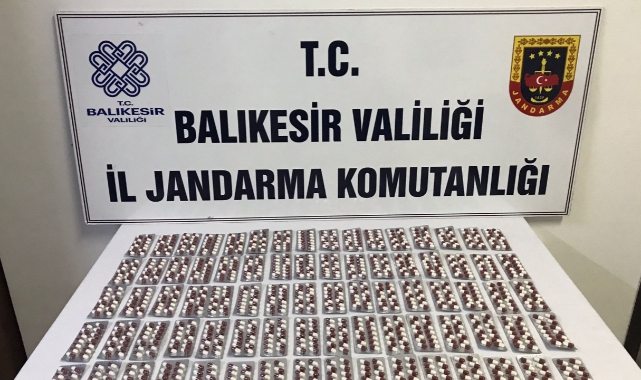 T.C.
BALIKESİR VALİLİĞİ
İL JANDARMA KOMUTANLIĞI
T.C.
BALIKESİR
VALİLİĞİ
JANDARMA